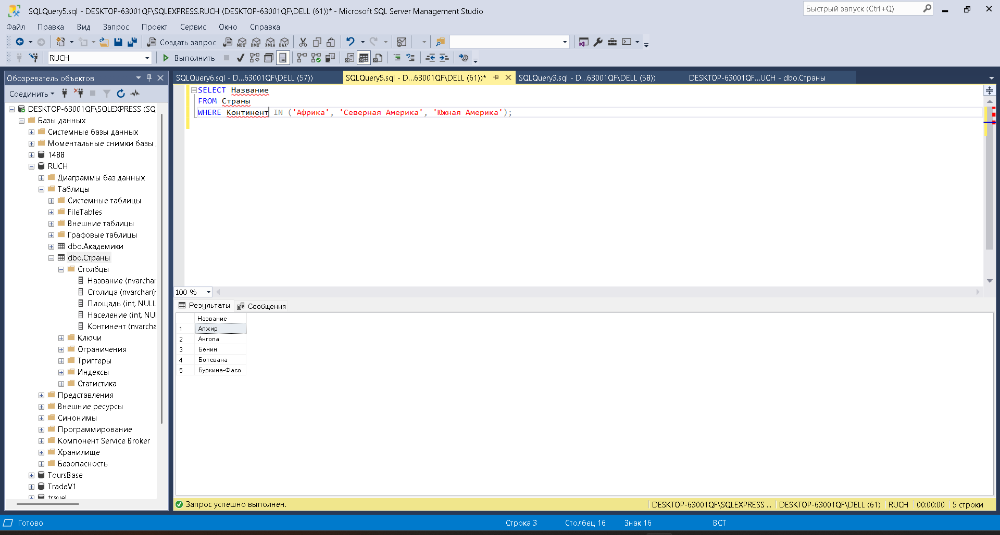 SQLQuery5.sql - DESKTOP-63001QF\SQLEXPRESS.RUCH (DESKTOP-63001QF\DELL (61))* - Microsoft SQL Server Management Studio
Быстрый запуск (Ctrl+Q)
Файл Правка Вид Запрос Проект Сервис Окно Справка
Создать запрос
MDX DMX XMLA DAX
RUCH
Выполнить
Обозреватель объектов
Соединить
DESKTOP-63001QF\SQLEXPRESS (SQ
Базы данных
Системные базы данных
Моментальные снимки базы
1488
RUCH
Диаграммы баз данных
Таблицы
Системные таблицы
FileTables
Внешние таблицы
Графовые таблицы
dbo.Академики
dbo.Страны
Столбцы
Название (nvarchar
Столица (nvarchar(
Площадь (int, NULL
Население (int, NUL
Континент (nvarcha
Ключи
Ограничения
Триггеры
Индексы
Статистика
Представления
Внешние ресурсы
Синонимы
Программирование
Компонент Service Broker
Хранилище
Безопасность
ToursBase
TradeV1
travel
SQLQuery6.sql - D...63001QF\DELL (57))
SQLQuery5.sql - D...63001QF\DELL (61))*
SQLQuery3.sql - D...63001QF\DELL (58))
DESKTOP-63001QF...UCH - dbo.Страны
SELECT Название
FROM Страны
WHERE Континент IN ('Африка', 'Северная Америка', 'Южная Америка');
100 %
Результаты Сообщения
Название
1 Алжир
2 Ангола
3 Бенин
4 Ботсвана
5 Буркина-Фасо
Запрос успешно выполнен.
DESKTOP-63001QF\SQLEXPRESS ... DESKTOP-63001QF\DELL (61) RUCH 00:00:00 5 строки
Готово Строка 3 Столбец 16 Знак 16 ВСТ